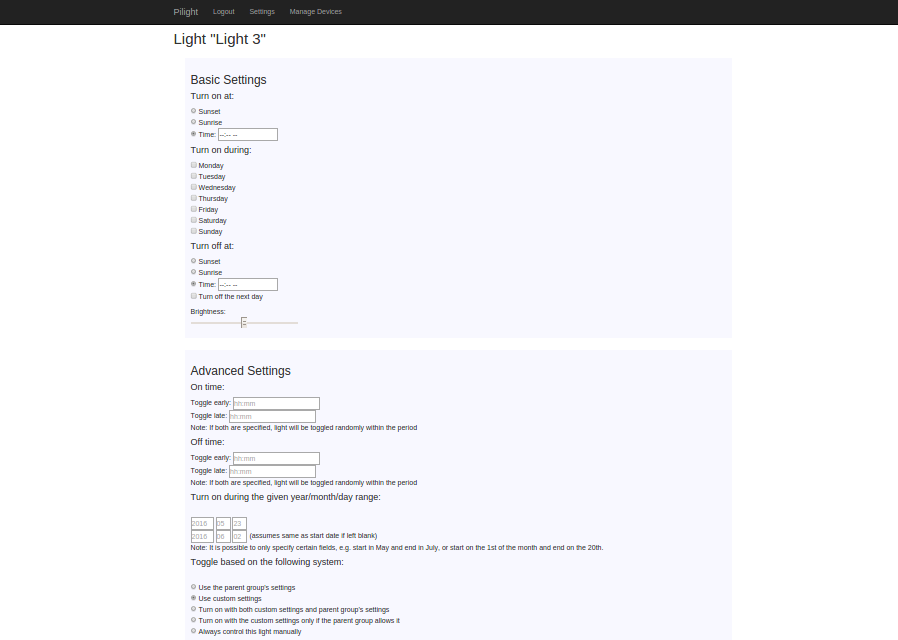 Pilight Logout Settings Manage Devices
Light "Light 3"
Basic Settings
Turn on at:
Sunset
Sunrise
Time: --:-- --
Turn on during:
Monday
Tuesday
Wednesday
Thursday
Friday
Saturday
Sunday
Turn off at:
Sunset
Sunrise
Time: --:-- --
Turn off the next day
Brightness:
Advanced Settings
On time:
Toggle early: hh:mm
Toggle late: hh:mm
Note: If both are specified, light will be toggled randomly within the period
Off time:
Toggle early: hh:mm
Toggle late: hh:mm
Note: If both are specified, light will be toggled randomly within the period
Turn on during the given year/month/day range:
2016 05 23
2016 06 02 (assumes same as start date if left blank)
Note: It is possible to only specify certain fields, e.g. start in May and end in July, or start on the 1st of the month and end on the 20th.
Toggle based on the following system:
Use the parent group's settings
Use custom settings
Turn on with both custom settings and parent group's settings
Turn on with the custom settings only if the parent group allows it
Always control this light manually